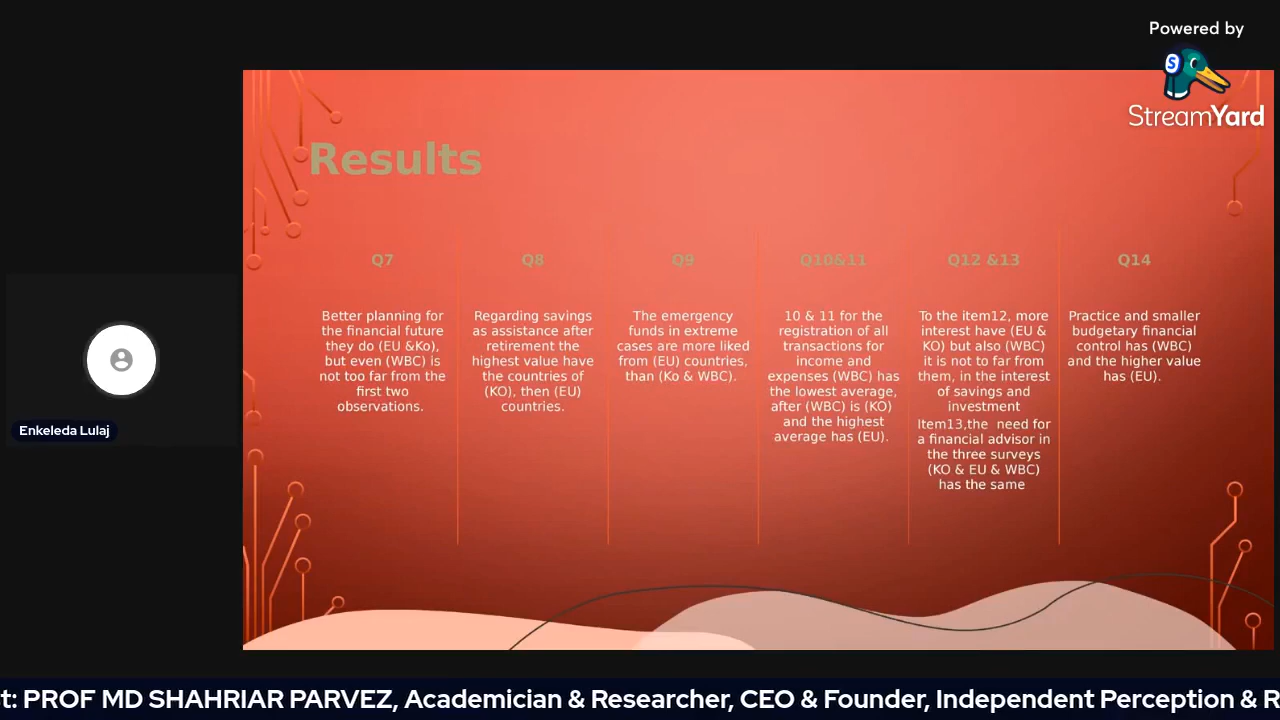 Powered by
StreamYard
Results
Q7
Better planning for
the financial future
they do (EU &Ko),
but even (WBC) is
not too far from the
first two
observations.
Q8
Regarding savings
as assistance after
retirement the
highest value have
the countries of
(KO), then (EU)
countries.
Q9
The emergency
funds in extreme
cases are more liked
from (EU) countries,
than (Ko & WBC).
Q10&11
10 & 11 for the
registration of all
transactions for
income and
expenses (WBC) has
the lowest average,
after (WBC) is (KO)
and the highest
average has (EU).
Q12 &13
To the item12, more
interest have (EU &
KO) but also (WBC)
it is not to far from
them, in the interest
of savings and
investment
Item13,the  need for
a financial advisor in
the three surveys
(KO & EU & WBC)
has the same
Q14
Practice and smaller
budgetary financial
control has (WBC)
and the higher value
has (EU).
Enkeleda Lulaj
t: PROF MD SHAHRIAR PARVEZ, Academician & Researcher, CEO & Founder, Independent Perception & R